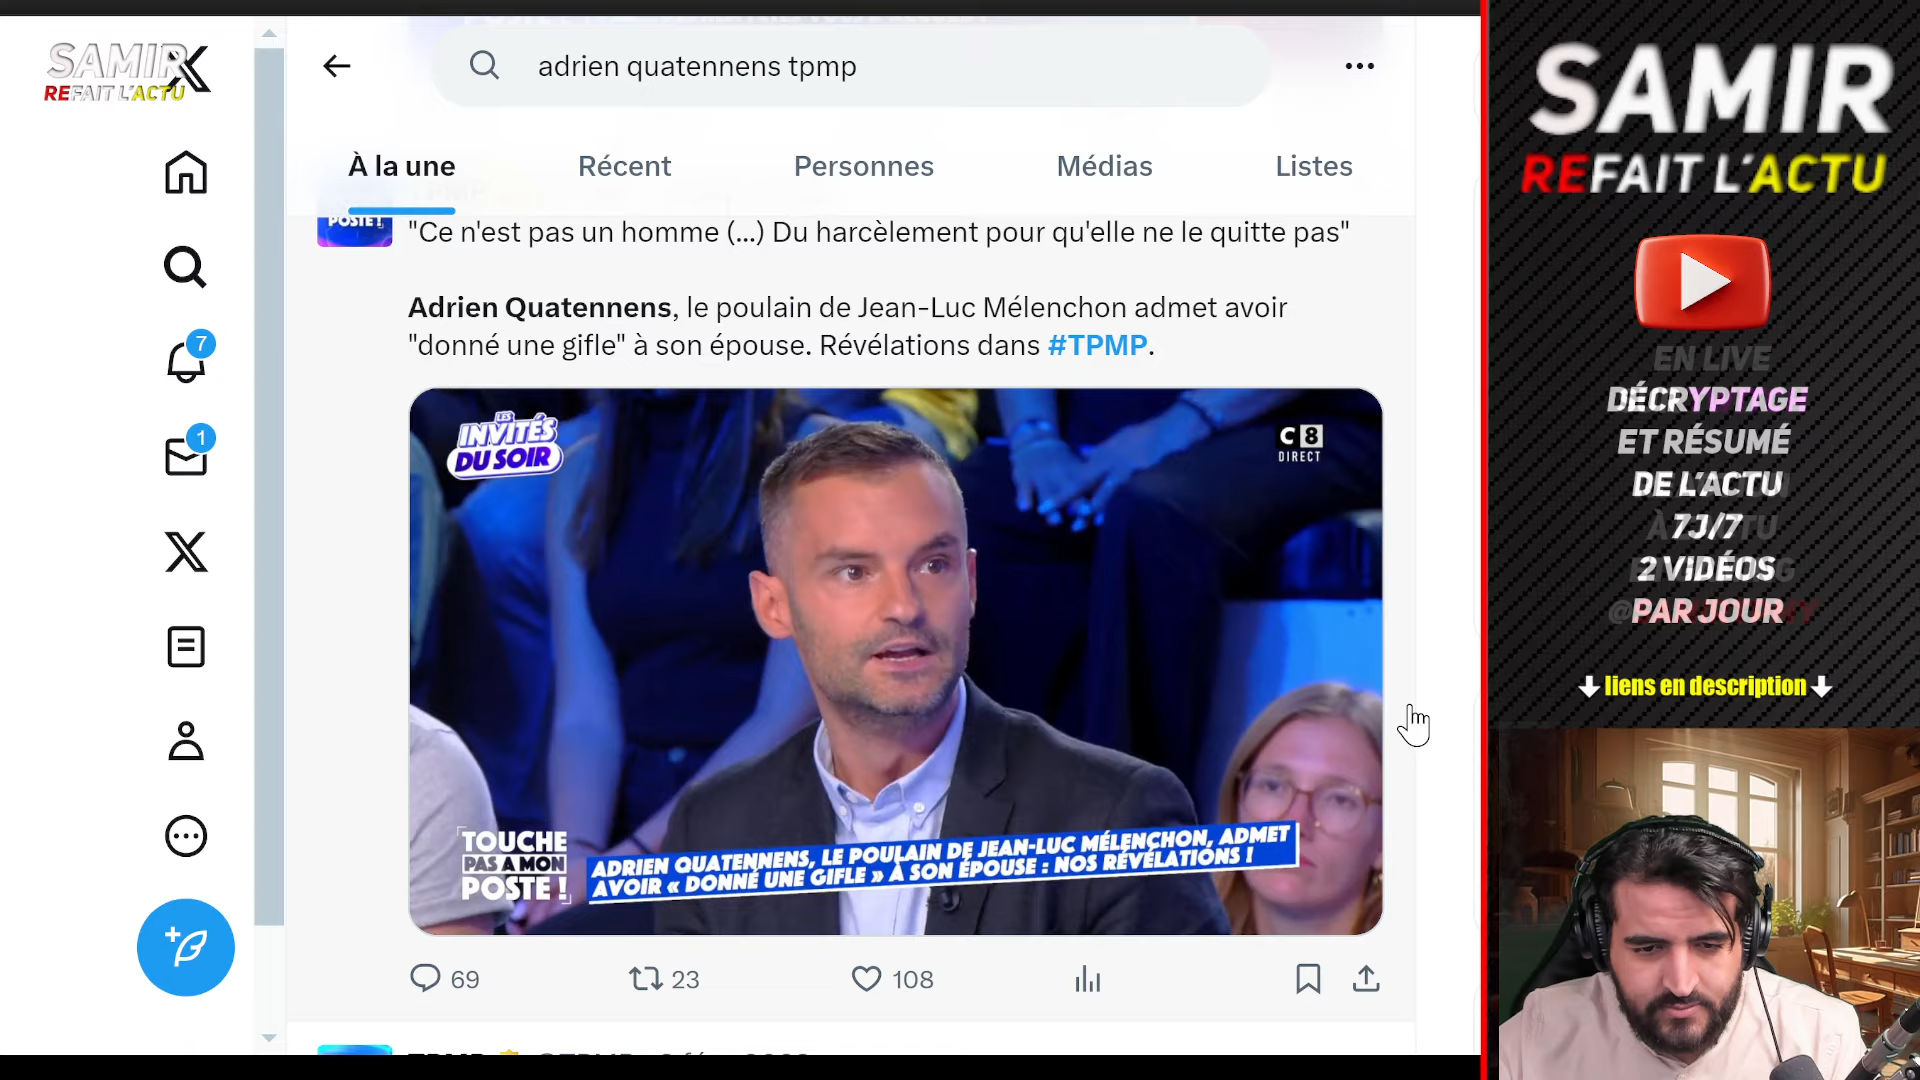 SAMIR
REFAIT L'ACTU
adrien quatennens tpmp
À la une
Récent
Personnes
Médias
Listes
POSTE !
"Ce n'est pas un homme (...) Du harcèlement pour qu'elle ne le quitte pas"
Adrien Quatennens, le poulain de Jean-Luc Mélenchon admet avoir
"donné une gifle" à son épouse. Révélations dans #TPMP.
7
1
LES
INVITÉS
DU SOIR
C8
DIRECT
TOUCHE
PAS A MON
POSTE !
ADRIEN QUATENNENS, LE POULAIN DE JEAN-LUC MÉLENCHON, ADMET
AVOIR « DONNÉ UNE GIFLE » À SON ÉPOUSE : NOS RÉVÉLATIONS !
69
23
108
SAMIR
REFAIT L'ACTU
EN LIVE
DÉCRYPTAGE
ET RÉSUMÉ
DE L'ACTU
7J/7
2 VIDÉOS
PAR JOUR
liens en description